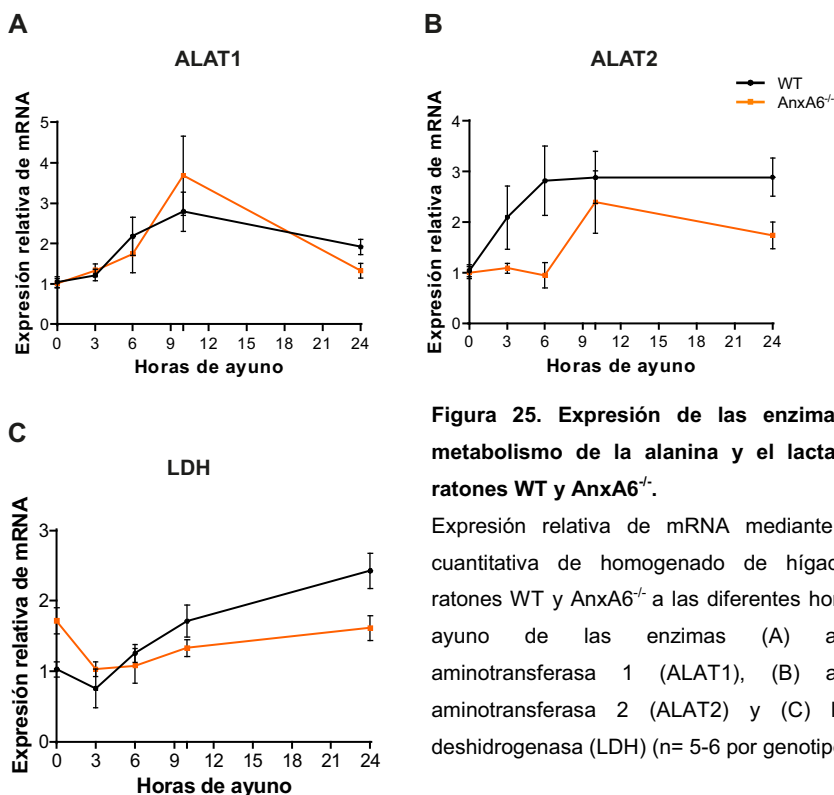 A
ALAT1
Expresión relativa de mRNA
5
4
3
2
1
0
0 3 6 9 12 15 18 21 24
Horas de ayuno
B
ALAT2
WT
AnxA6-/-
Expresión relativa de mRNA
4
3
2
1
0
0 3 6 9 12 15 18 21 24
Horas de ayuno
C
LDH
Expresión relativa de mRNA
3
2
1
0
0 3 6 9 12 15 18 21 24
Horas de ayuno
Figura 25. Expresión de las enzima
metabolismo de la alanina y el lacta
ratones WT y AnxA6-/-.
Expresión relativa de mRNA mediante
cuantitativa de homogenado de hígad
ratones WT y AnxA6-/- a las diferentes hor
ayuno de las enzimas (A) a
aminotransferasa 1 (ALAT1), (B) a
aminotransferasa 2 (ALAT2) y (C)
deshidrogenasa (LDH) (n= 5-6 por genotip